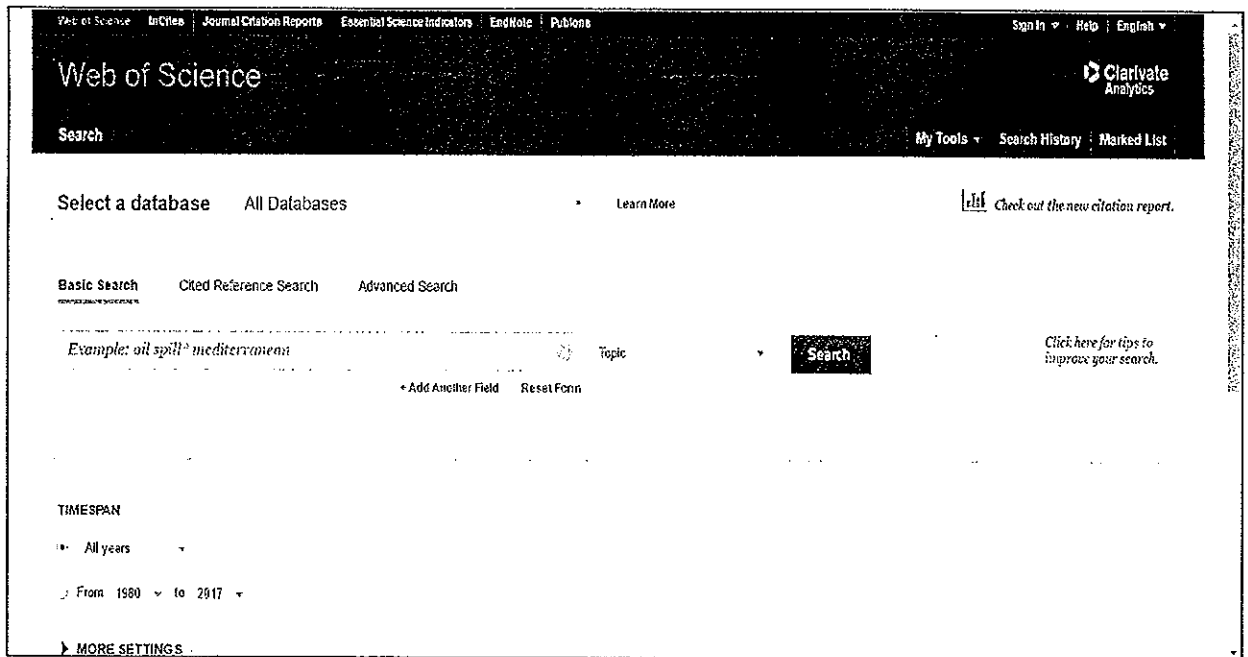 Web of Science InCites Journal Citation Reports Essential Science Indicators EndNote Publons Sign In Help English
Web of Science
Clarivate
Analytics
Search My Tools Search History Marked List
Select a database All Databases Learn More Check out the new citation report.
Basic Search Cited Reference Search Advanced Search
Example: oil spill* mediterranean Topic Search Click here for tips to
improve your search.
+ Add Another Field Reset Form
TIMESPAN
All years
From 1980 to 2017
MORE SETTINGS